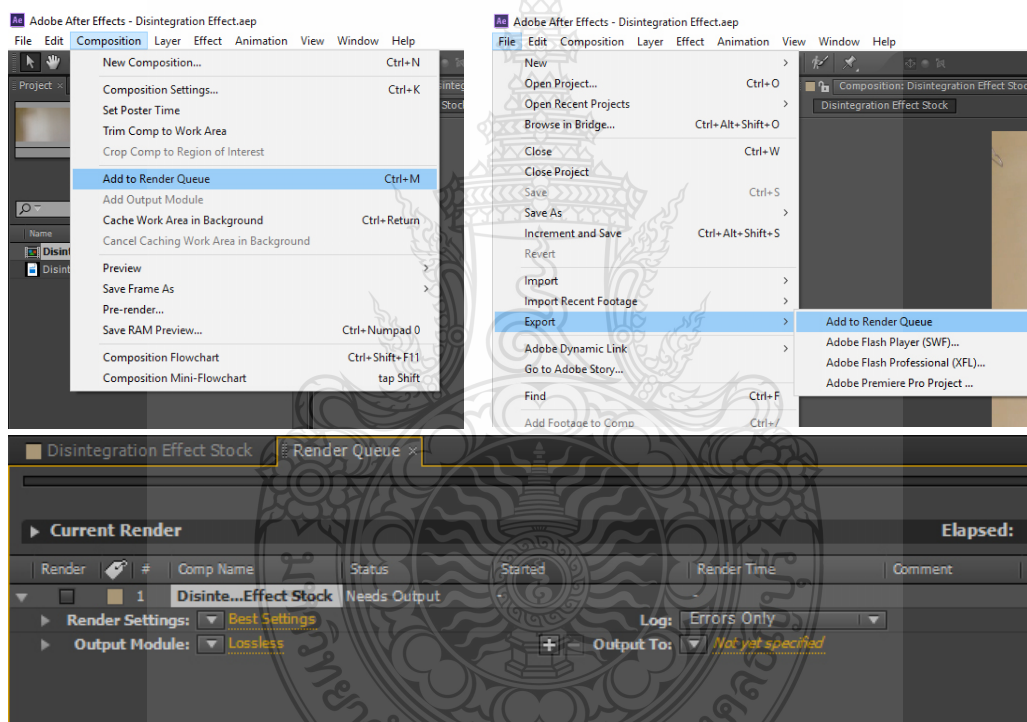 Adobe After Effects - Disintegration Effect.aep
File Edit Composition Layer Effect Animation View Window Help
New Composition... Ctrl+N
Project
Composition Settings... Ctrl+K
Set Poster Time
Trim Comp to Work Area
Crop Comp to Region of Interest
Add to Render Queue Ctrl+M
Add Output Module
Cache Work Area in Background Ctrl+Return
Name
Cancel Caching Work Area in Background
Disint
Disint
Preview
Save Frame As
Pre-render...
Save RAM Preview... Ctrl+Numpad 0
Composition Flowchart Ctrl+Shift+F11
Composition Mini-Flowchart tap Shift
Adobe After Effects - Disintegration Effect.aep
File Edit Composition Layer Effect Animation View Window Help
New
Open Project... Ctrl+O
Composition: Disintegration Effect Stoc
Open Recent Projects
Disintegration Effect Stock
Browse in Bridge... Ctrl+Alt+Shift+O
Close Ctrl+W
Close Project
Save Ctrl+S
Save As
Increment and Save Ctrl+Alt+Shift+S
Revert
Import
Import Recent Footage
Export
Add to Render Queue
Adobe Flash Player (SWF)...
Adobe Flash Professional (XFL)...
Adobe Premiere Pro Project ...
Adobe Dynamic Link
Go to Adobe Story...
Find Ctrl+F
Add Footage to Comp Ctrl+/
Disintegration Effect Stock Render Queue
Current Render Elapsed:
Render # Comp Name Status Started Render Time Comment
1 Disinte...Effect Stock Needs Output - -
Render Settings: Best Settings Log: Errors Only
Output Module: Lossless + - Output To: Not yet specified